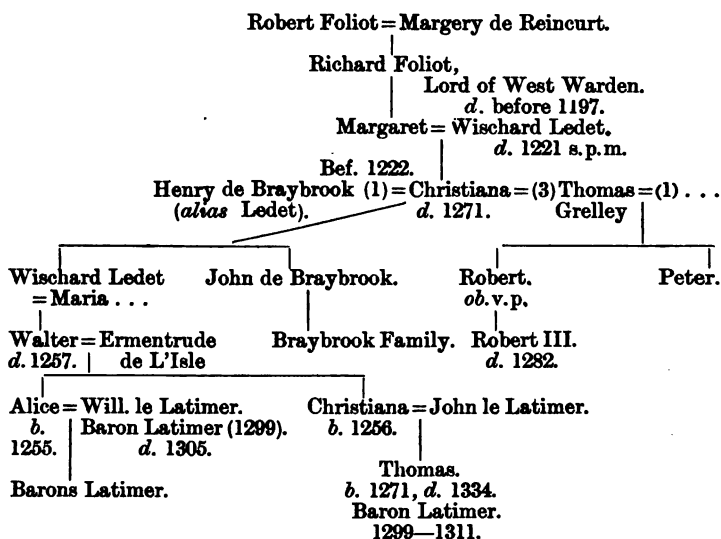 Robert Foliot = Margery de Reincurt.
Richard Foliot,
Lord of West Warden.
d. before 1197.
Margaret = Wischard Ledet.
d. 1221 s.p.m.
Bef. 1222.
Henry de Braybrook (1) = Christiana = (3) Thomas = (1) . . .
(alias Ledet). d. 1271. Grelley
Wischard Ledet John de Braybrook. Robert. Peter.
= Maria . . . ob. v.p.
Walter = Ermentrude Braybrook Family. Robert III.
d. 1257. de L'Isle d. 1282.
Alice = Will. le Latimer. Christiana = John le Latimer.
b. Baron Latimer (1299). b. 1256.
1255. d. 1305.
Thomas.
Barons Latimer. b. 1271, d. 1334.
Baron Latimer.
1299—1311.